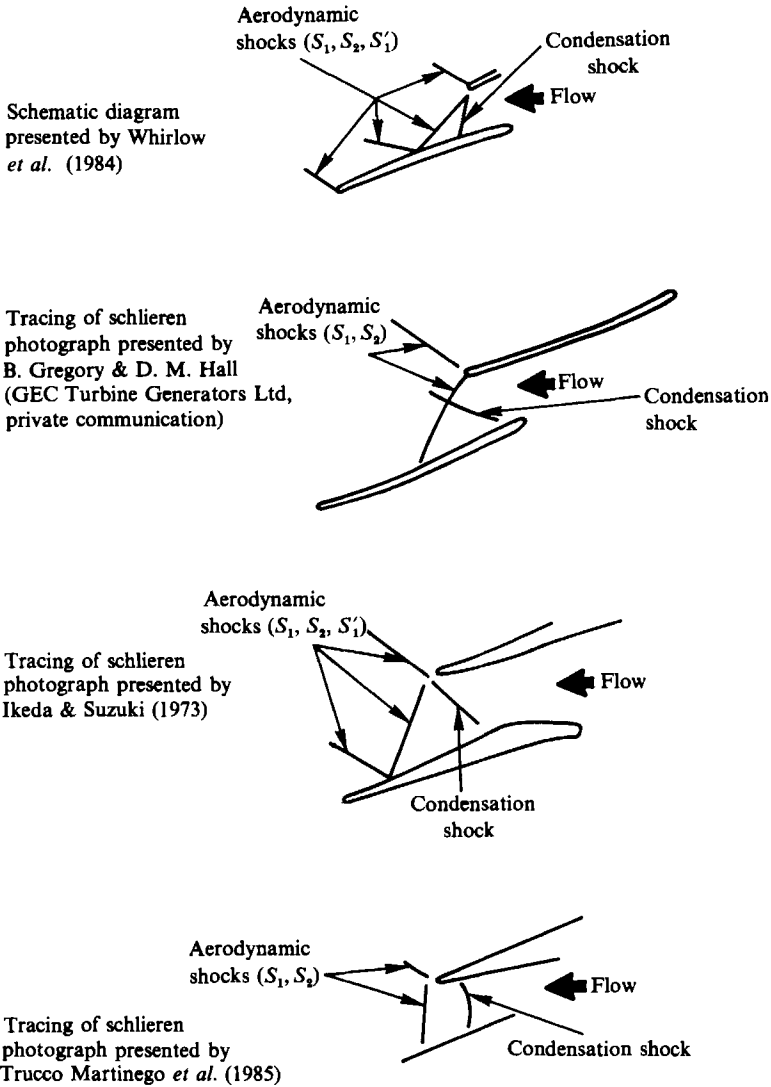 Aerodynamic
shocks (S₁, S₂, S′₁)
Condensation
shock
Flow
Schematic diagram
presented by Whirlow
et al. (1984)
Aerodynamic
shocks (S₁, S₂)
Tracing of schlieren
photograph presented by
B. Gregory & D. M. Hall
(GEC Turbine Generators Ltd,
private communication)
Flow
Condensation
shock
Aerodynamic
shocks (S₁, S₂, S′₁)
Tracing of schlieren
photograph presented by
Ikeda & Suzuki (1973)
Flow
Condensation
shock
Aerodynamic
shocks (S₁, S₂)
Flow
Tracing of schlieren
photograph presented by
Trucco Martinego et al. (1985)
Condensation shock